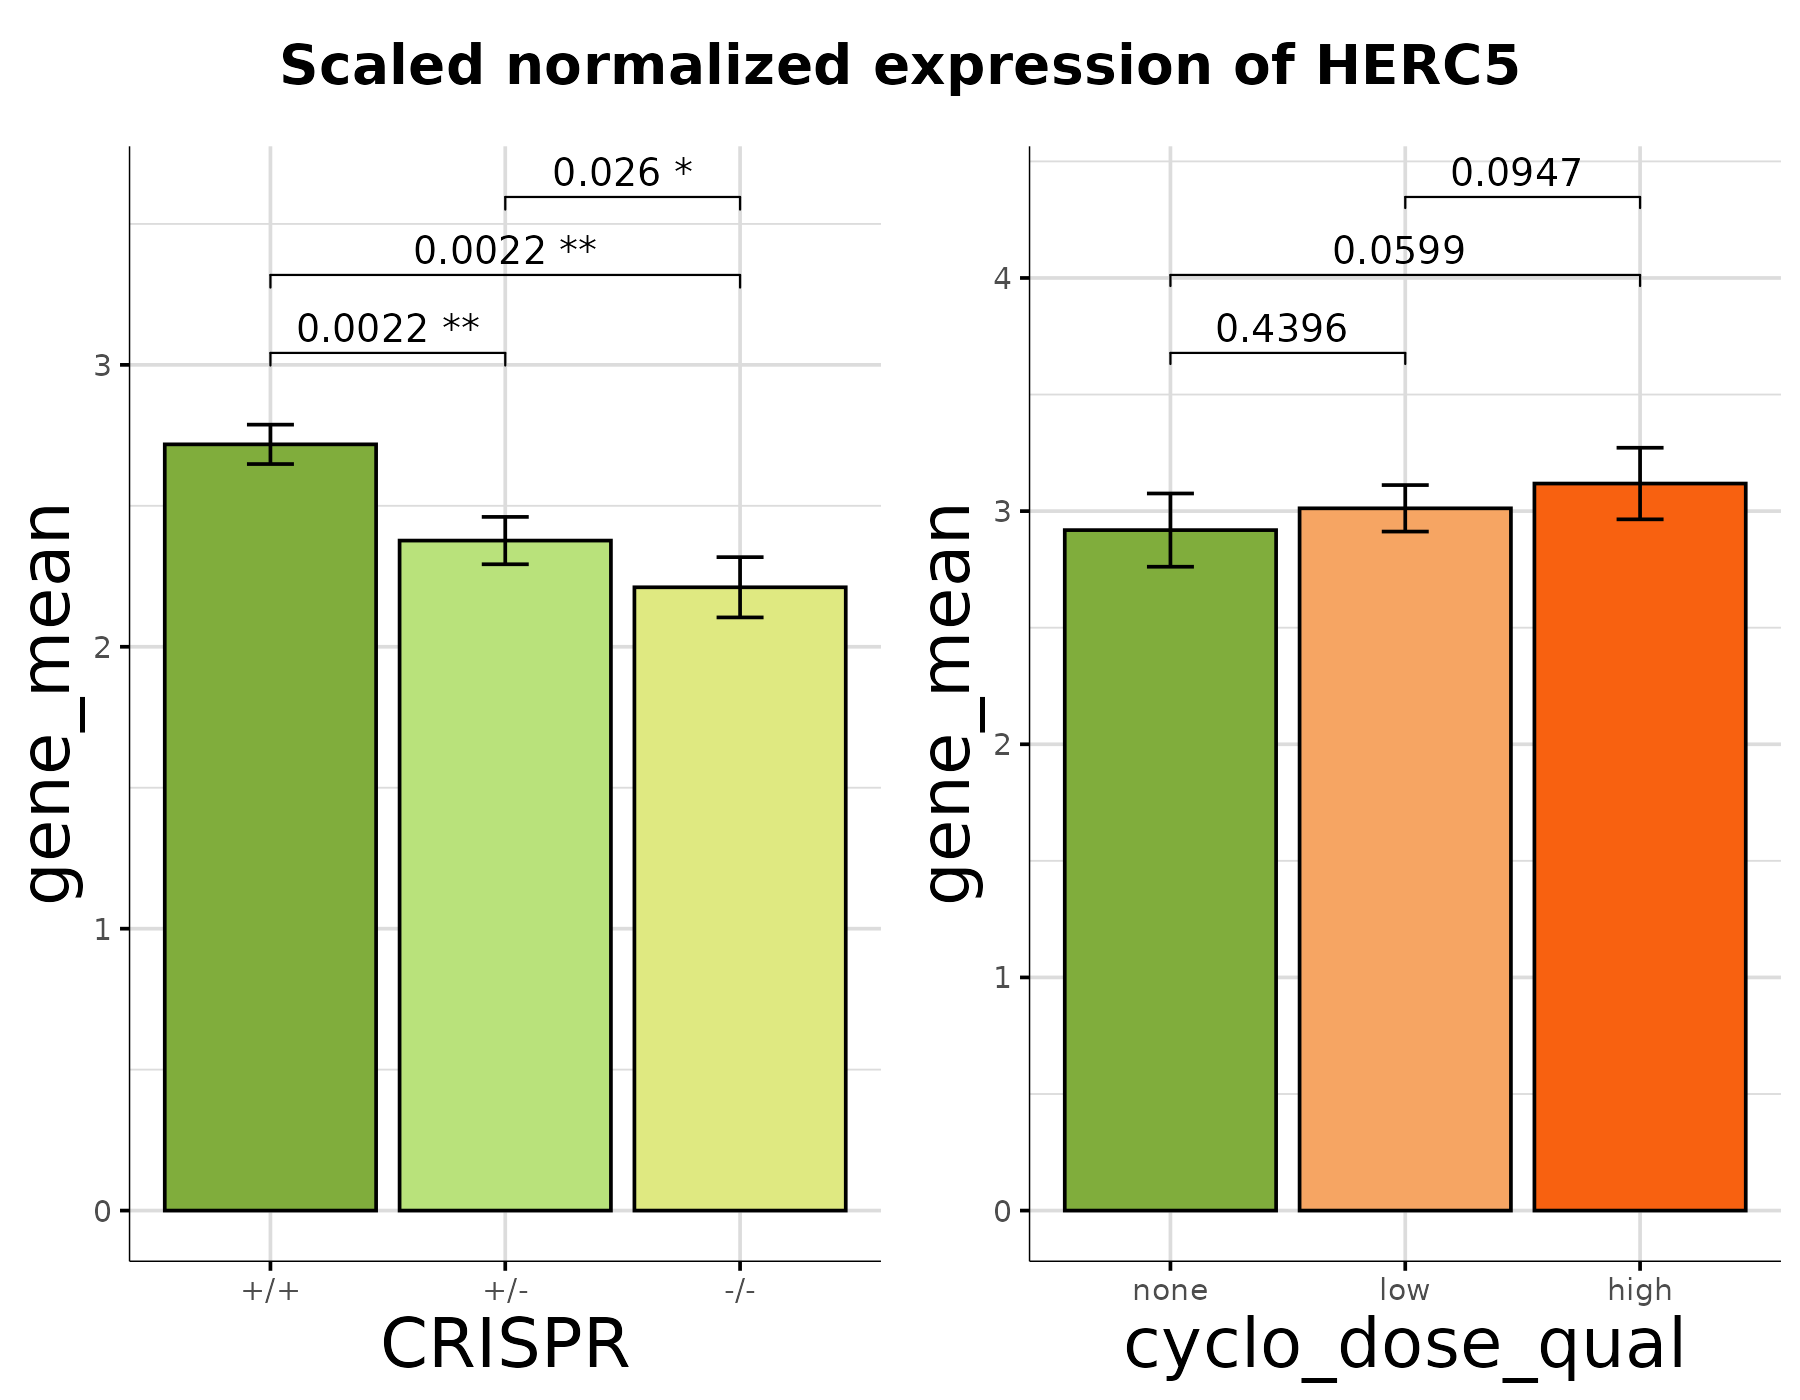 Scaled normalized expression of HERC5
gene_mean
3
2
1
0
0.026 *
0.0022 **
0.0022 **
+/+
+/-
-/-
CRISPR
gene_mean
4
3
2
1
0
0.0947
0.0599
0.4396
none
low
high
cyclo_dose_qual